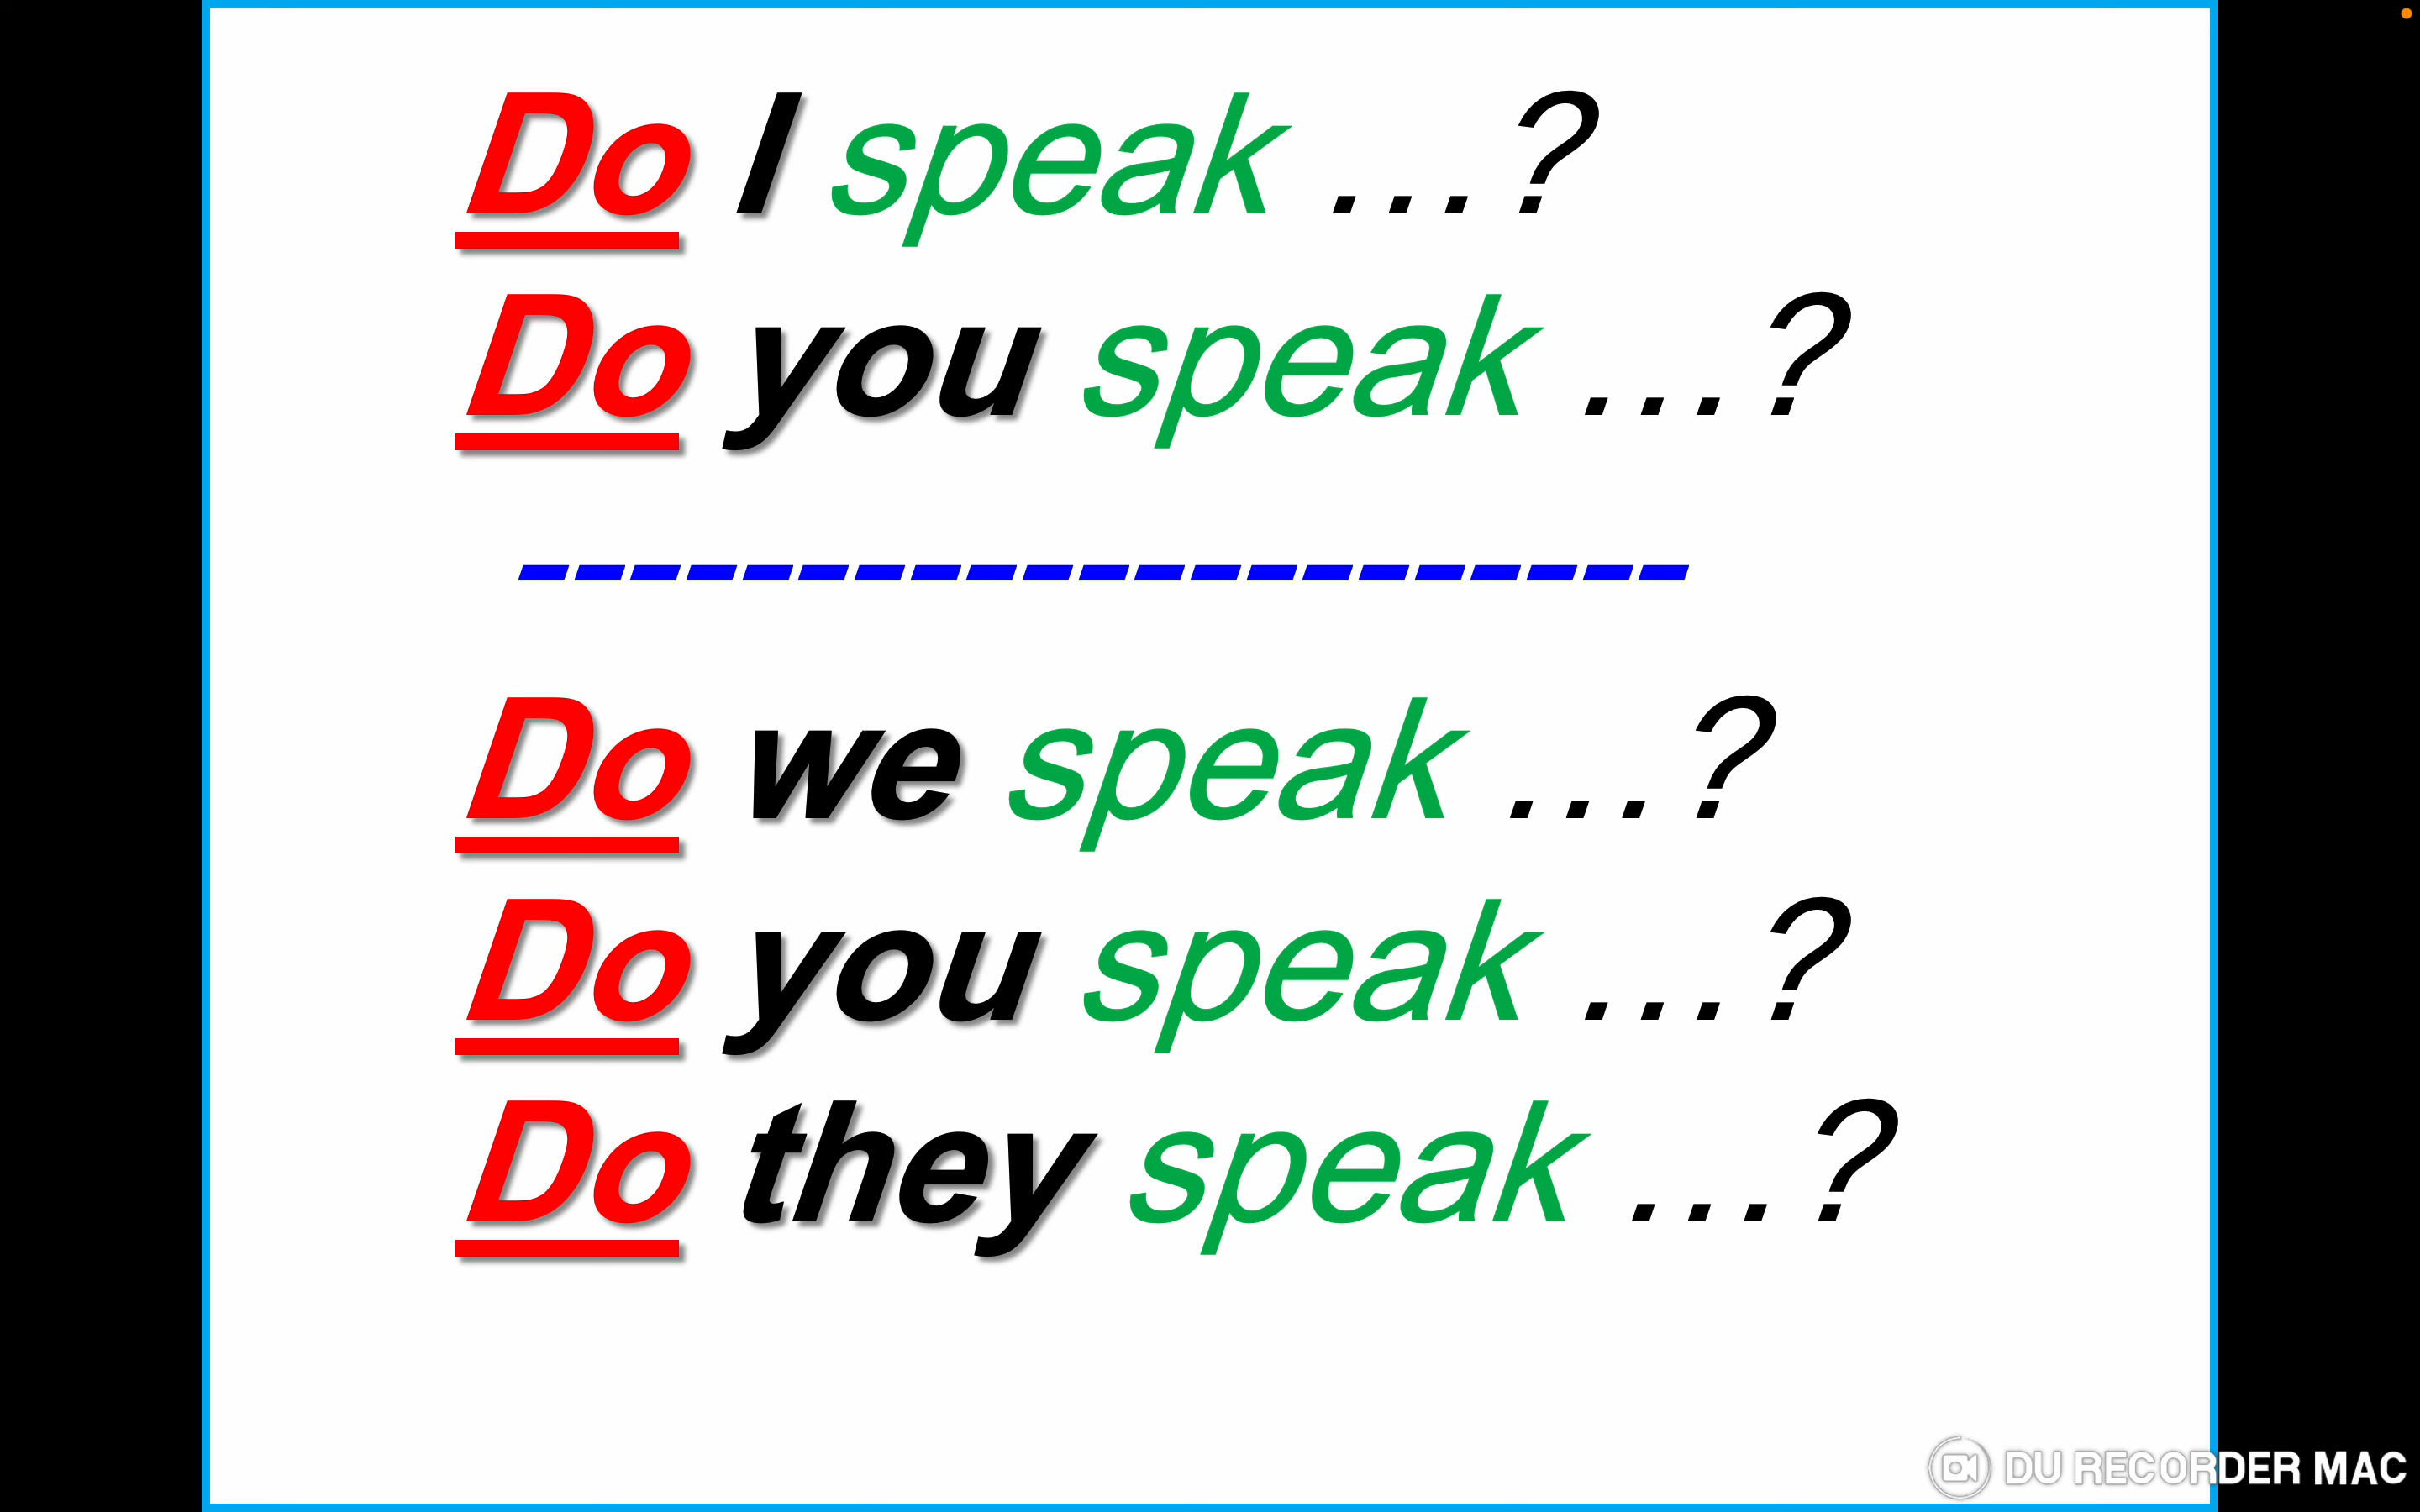 Do I speak ...?
Do you speak ...?
---------------------
Do we speak ...?
Do you speak ...?
Do they speak ...?
DU RECORDER MAC